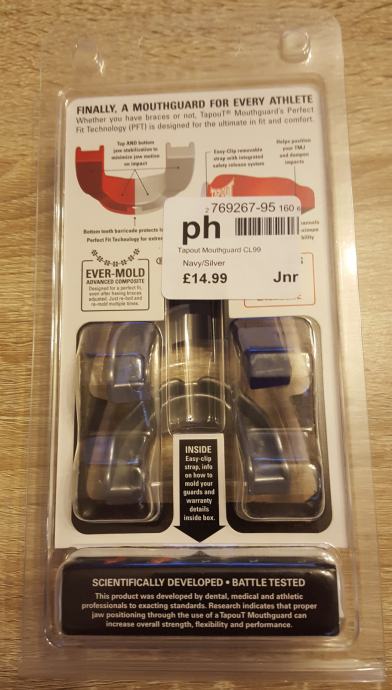 FINALLY, A MOUTHGUARD FOR EVERY ATHLETE
Whether you have braces or not, TapouT® Mouthguard's Perfect
Fit Technology (PFT) is designed for the ultimate in fit and comfort.
Top AND bottom
jaw stabilization to
minimize jaw motion
on impact
Easy-Clip removable
strap with integrated
safety release system
Helps position
your TMJ
and dampen
impacts
Bottom tooth barricade protects
Perfect Fit Technology for
EVER-MOLD
ADVANCED COMPOSITE
Designed for a perfect fit,
even after having braces
adjusted. Just re-boil and
re-mold multiple times.
2 769267-95 160 6
ph
Tapout Mouthguard CL99
Navy/Silver
£14.99 Jnr
INSIDE
Easy-clip
strap, info
on how to
mold your
guards and
warranty
details
inside box.
SCIENTIFICALLY DEVELOPED • BATTLE TESTED
This product was developed by dental, medical and athletic
professionals to exacting standards. Research indicates that proper
jaw positioning through the use of a TapouT Mouthguard can
increase overall strength, flexibility and performance.